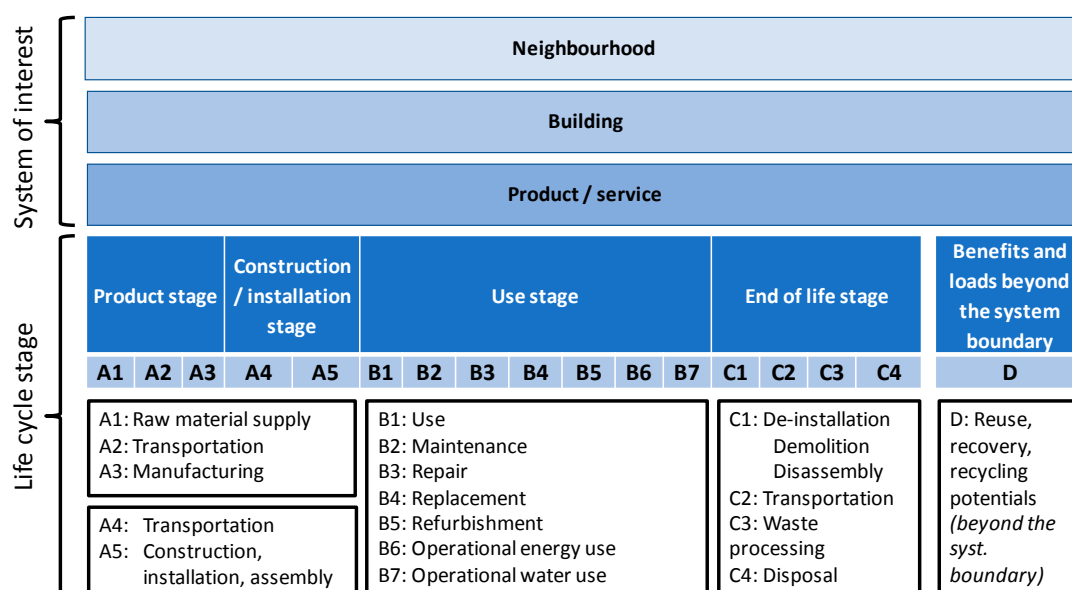 System of interest
Neighbourhood
Building
Product / service
Life cycle stage
Product stage
Construction
/ installation
stage
Use stage
End of life stage
Benefits and
loads beyond
the system
boundary
A1 A2 A3 A4 A5 B1 B2 B3 B4 B5 B6 B7 C1 C2 C3 C4 D
A1: Raw material supply
A2: Transportation
A3: Manufacturing
A4: Transportation
A5: Construction,
installation, assembly
B1: Use
B2: Maintenance
B3: Repair
B4: Replacement
B5: Refurbishment
B6: Operational energy use
B7: Operational water use
C1: De-installation
Demolition
Disassembly
C2: Transportation
C3: Waste
processing
C4: Disposal
D: Reuse,
recovery,
recycling
potentials
(beyond the
syst.
boundary)